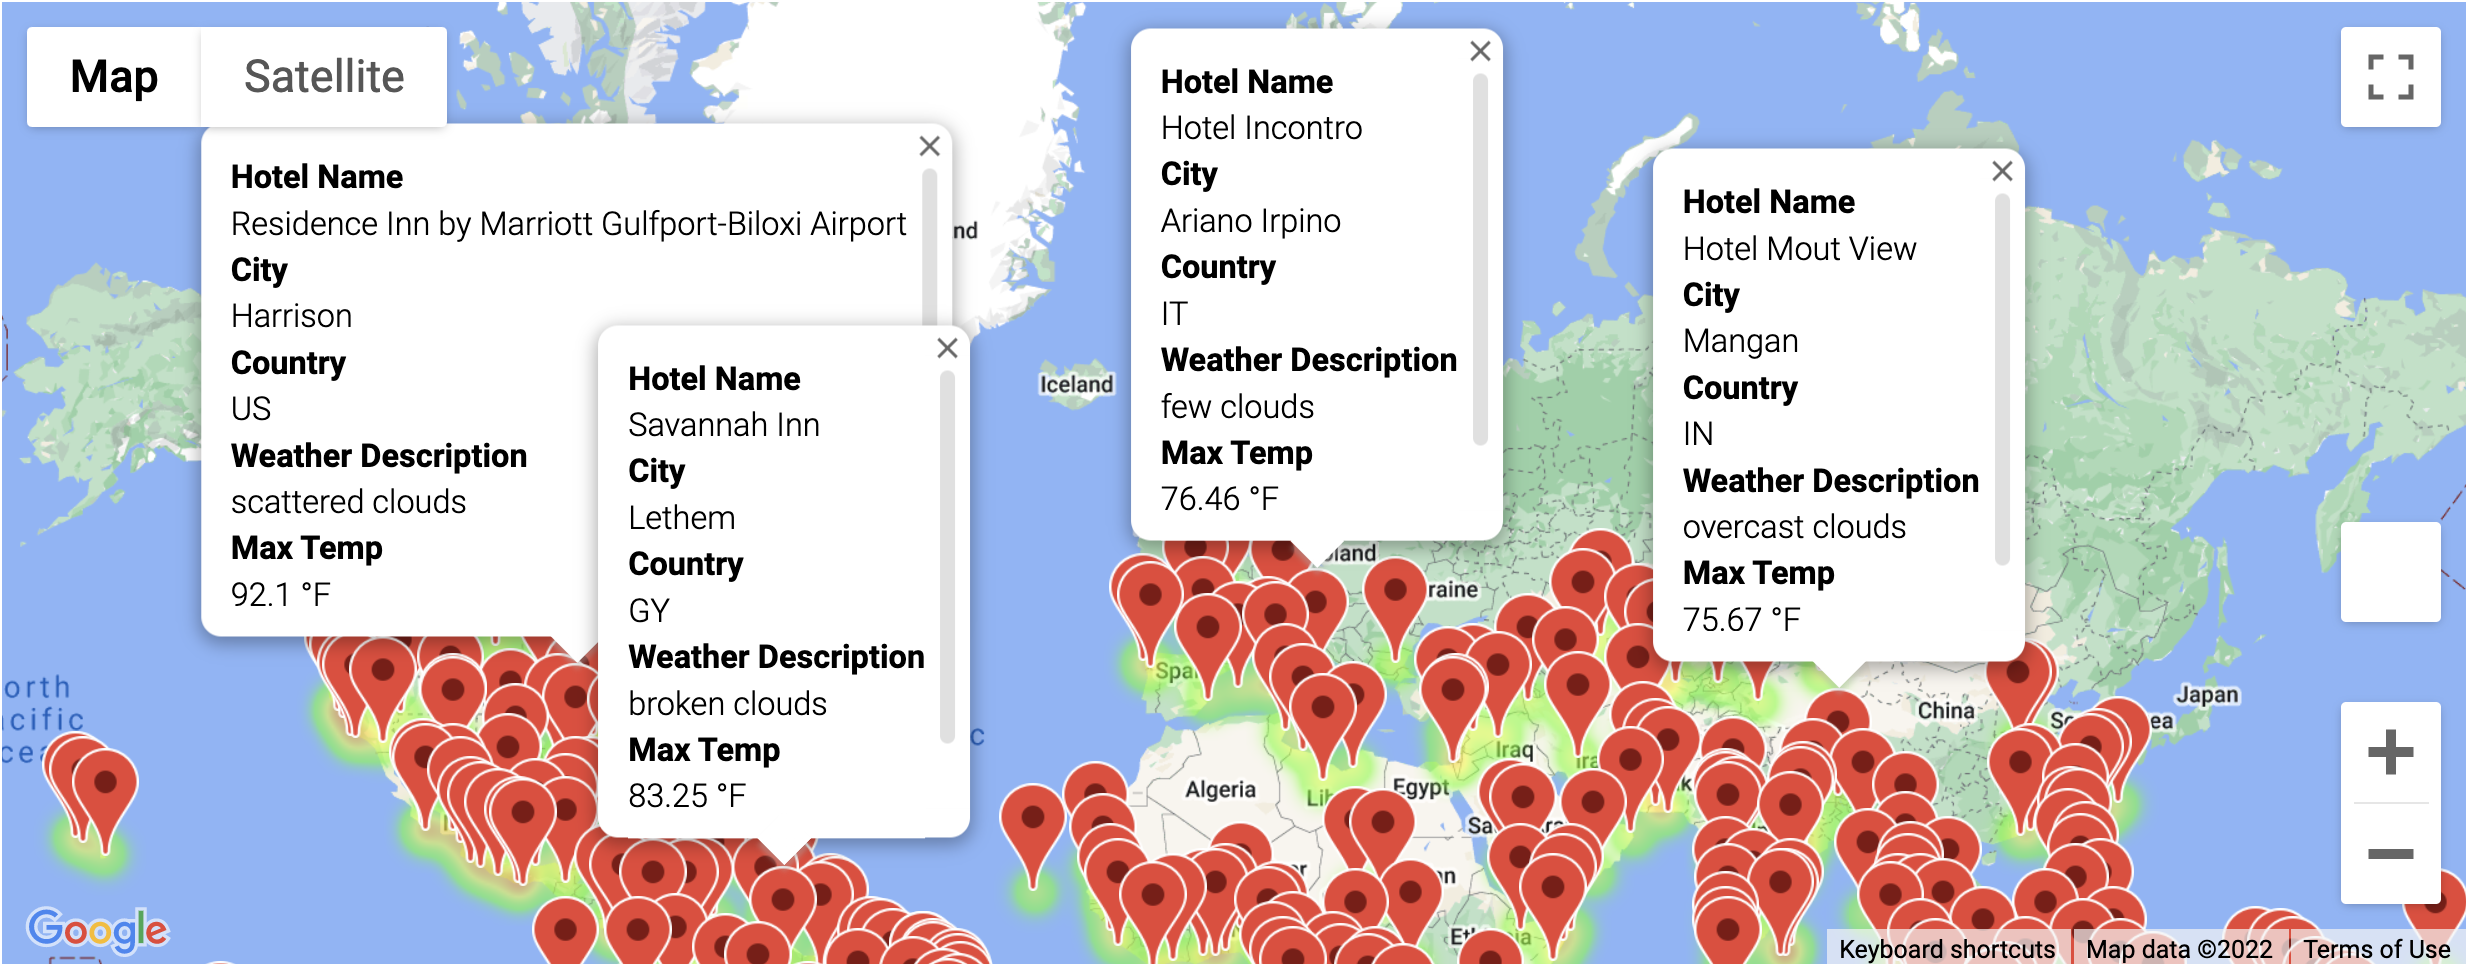 Map
Satellite
Hotel Name
Residence Inn by Marriott Gulfport-Biloxi Airport
City
Harrison
Country
US
Weather Description
scattered clouds
Max Temp
92.1 °F
Hotel Name
Savannah Inn
City
Lethem
Country
GY
Weather Description
broken clouds
Max Temp
83.25 °F
Hotel Name
Hotel Incontro
City
Ariano Irpino
Country
IT
Weather Description
few clouds
Max Temp
76.46 °F
Hotel Name
Hotel Mout View
City
Mangan
Country
IN
Weather Description
overcast clouds
Max Temp
75.67 °F
nd
Iceland
land
raine
Spa
orth
cific
cea
c
Algeria
Egypt
Iraq
China
Japan
ea
Google
Keyboard shortcuts
Map data ©2022
Terms of Use